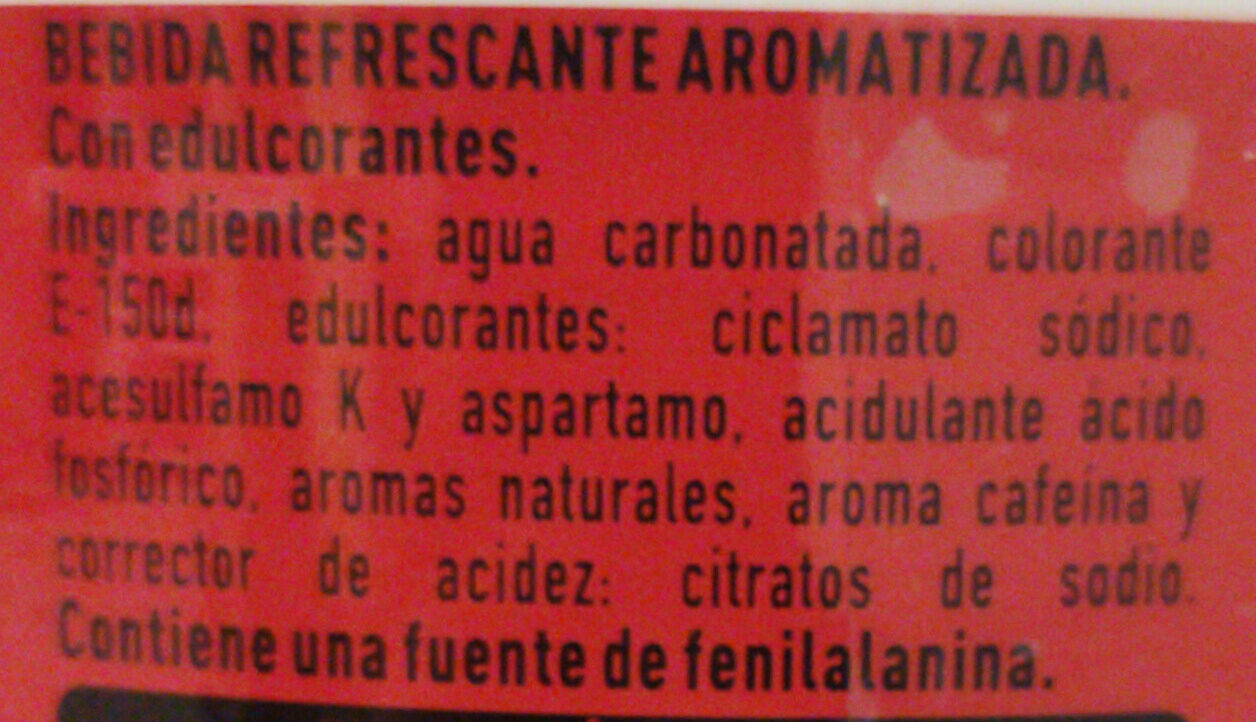 BEBIDA REFRESCANTE AROMATIZADA.
Con edulcorantes.
Ingredientes: agua carbonatada, colorante
E-150d, edulcorantes: ciclamato sódico,
acesulfamo K y aspartamo, acidulante ácido
fosfórico, aromas naturales, aroma cafeína y
corrector de acidez: citratos de sodio.
Contiene una fuente de fenilalanina.